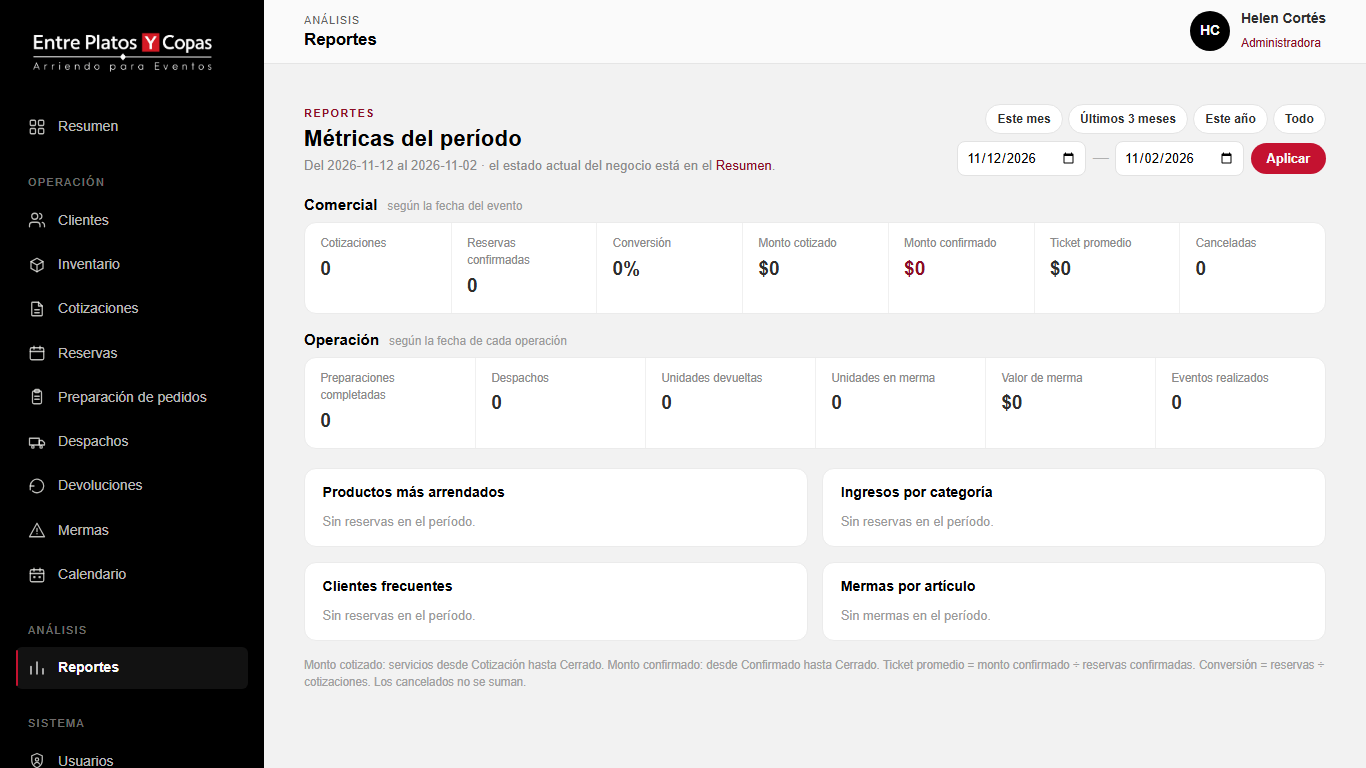 Entre Platos Y Copas
Arriendo para Eventos
Resumen
OPERACIÓN
Clientes
Inventario
Cotizaciones
Reservas
Preparación de pedidos
Despachos
Devoluciones
Mermas
Calendario
ANÁLISIS
Reportes
SISTEMA
Usuarios
ANÁLISIS
Reportes
HC
Helen Cortés
Administradora
REPORTES
Métricas del período
Del 2026-11-12 al 2026-11-02 · el estado actual del negocio está en el Resumen.
Este mes
Últimos 3 meses
Este año
Todo
11/12/2026 — 11/02/2026
Aplicar
Comercial según la fecha del evento
Cotizaciones
0
Reservas
confirmadas
0
Conversión
0%
Monto cotizado
$0
Monto confirmado
$0
Ticket promedio
$0
Canceladas
0
Operación según la fecha de cada operación
Preparaciones
completadas
0
Despachos
0
Unidades devueltas
0
Unidades en merma
0
Valor de merma
$0
Eventos realizados
0
Productos más arrendados
Sin reservas en el período.
Ingresos por categoría
Sin reservas en el período.
Clientes frecuentes
Sin reservas en el período.
Mermas por artículo
Sin mermas en el período.
Monto cotizado: servicios desde Cotización hasta Cerrado. Monto confirmado: desde Confirmado hasta Cerrado. Ticket promedio = monto confirmado ÷ reservas confirmadas. Conversión = reservas ÷
cotizaciones. Los cancelados no se suman.